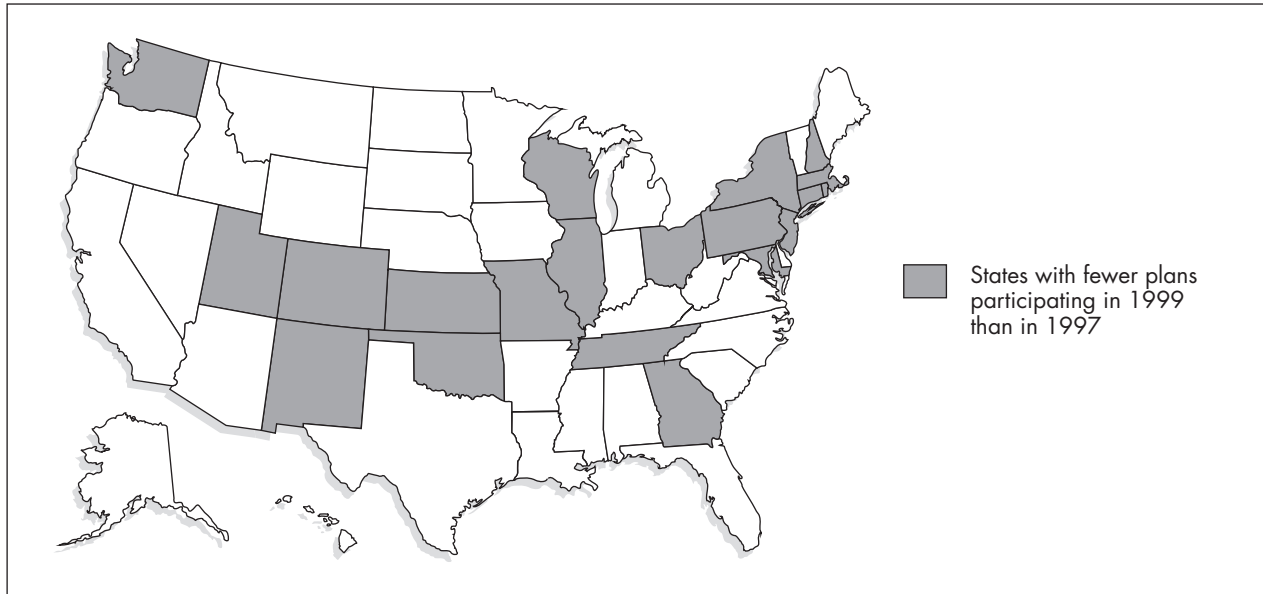 States with fewer plans
participating in 1999
than in 1997